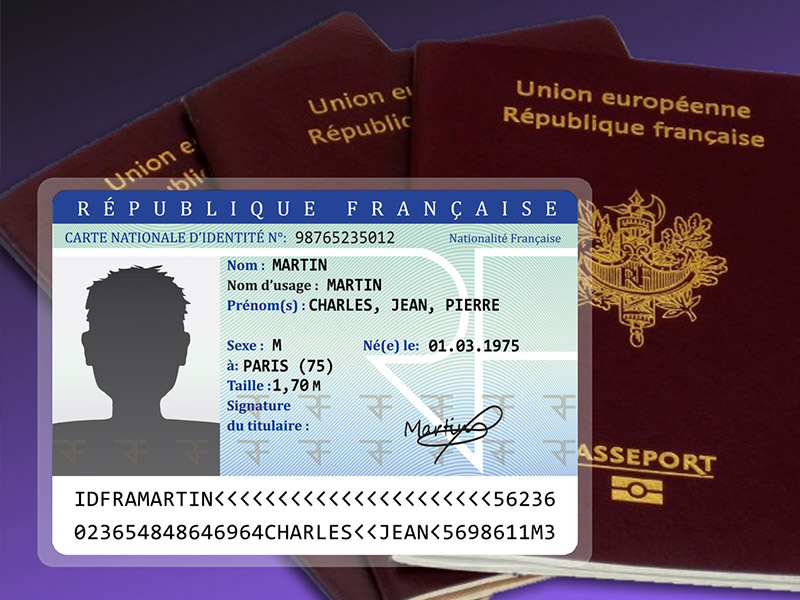 Union européenne
République française
Union eu
Républiq
Union e
ubli
PASSEPORT
RÉPUBLIQUE FRANÇAISE
CARTE NATIONALE D'IDENTITÉ N°: 98765235012 Nationalité Française
Nom : MARTIN
Nom d'usage : MARTIN
Prénom(s) : CHARLES, JEAN, PIERRE
Sexe : M Né(e) le: 01.03.1975
à: PARIS (75)
Taille : 1,70 M
Signature
du titulaire :
Martin
IDFRAMARTIN<<<<<<<<<<<<<<<<<<<<<<56236
023654848646964CHARLES<<JEAN<5698611M3